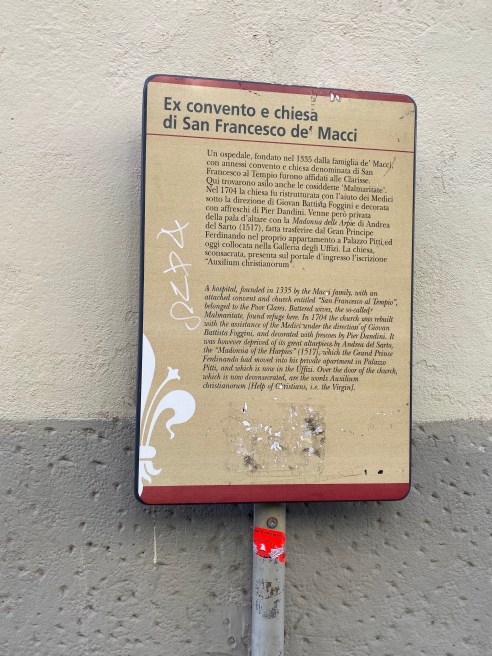 Ex convento e chiesa
di San Francesco de' Macci
Un ospedale, fondato nel 1335 dalla famiglia de' Macci,
con annessi convento e chiesa denominata di San
Francesco al Tempio furono affidati alle Clarisse.
Qui trovarono asilo anche le cosiddette 'Malmaritate'.
Nel 1704 la chiesa fu ristrutturata con l'aiuto dei Medici
sotto la direzione di Giovan Battista Foggini e decorata
con affreschi di Pier Dandini. Venne però privata
della pala d'altare con la Madonna delle Arpie di Andrea
del Sarto (1517), fatta trasferire dal Gran Principe
Ferdinando nel proprio appartamento a Palazzo Pitti, ed
oggi collocata nella Galleria degli Uffizi. La chiesa,
sconsacrata, presenta sul portale d'ingresso l'iscrizione
"Auxilium christianorum".
A hospital, founded in 1335 by the Macci family, with an
attached convent and church entitled "San Francesco al Tempio",
belonged to the Poor Clares. Battered wives, the so-called
Malmaritate, found refuge here. In 1704 the church was rebuilt
with the assistance of the Medici under the direction of Giovan
Battista Foggini, and decorated with frescoes by Pier Dandini. It
was however deprived of its great altarpiece by Andrea del Sarto,
the "Madonna of the Harpies" (1517), which the Grand Prince
Ferdinando had moved into his private apartment in Palazzo
Pitti, and which is now in the Uffizi. Over the door of the church,
which is now deconsecrated, are the words Auxilium
christianorum [Help of Christians, i.e. the Virgin].